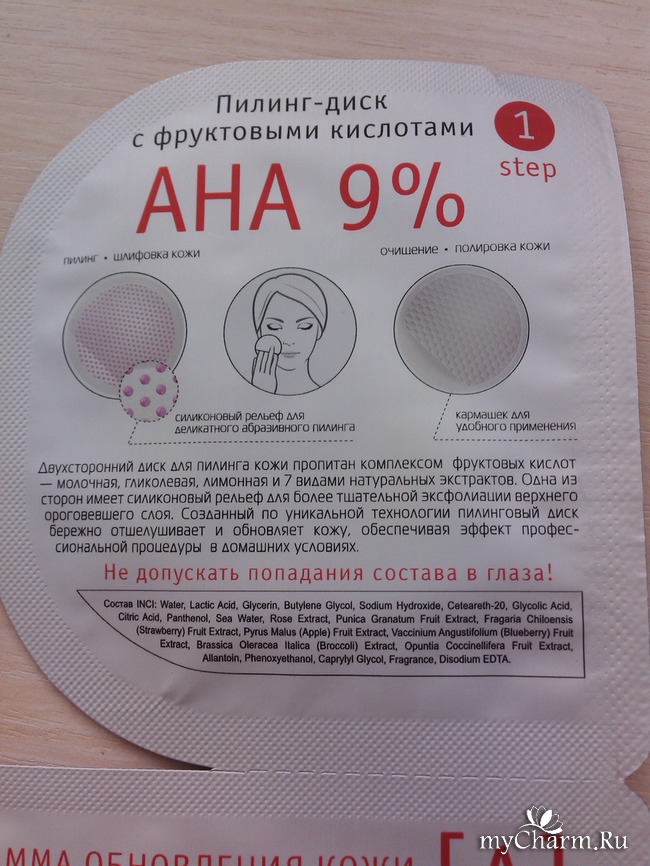 Пилинг-диск
с фруктовыми кислотами
1
step
АНА 9%
пилинг • шлифовка кожи
очищение • полировка кожи
силиконовый рельеф для
деликатного абразивного пилинга
кармашек для
удобного применения
Двухсторонний диск для пилинга кожи пропитан комплексом фруктовых кислот
— молочная, гликолевая, лимонная и 7 видами натуральных экстрактов. Одна из
сторон имеет силиконовый рельеф для более тщательной эксфолиации верхнего
ороговевшего слоя. Созданный по уникальной технологии пилинговый диск
бережно отшелушивает и обновляет кожу, обеспечивая эффект профес-
сиональной процедуры в домашних условиях.
Не допускать попадания состава в глаза!
Состав INCI: Water, Lactic Acid, Glycerin, Butylene Glycol, Sodium Hydroxide, Ceteareth-20, Glycolic Acid,
Citric Acid, Panthenol, Sea Water, Rose Extract, Punica Granatum Fruit Extract, Fragaria Chiloensis
(Strawberry) Fruit Extract, Pyrus Malus (Apple) Fruit Extract, Vaccinium Angustifolium (Blueberry) Fruit
Extract, Brassica Oleracea Italica (Broccoli) Extract, Opuntia Coccinellifera Fruit Extract,
Allantoin, Phenoxyethanol, Caprylyl Glycol, Fragrance, Disodium EDTA.
ММА ОБНОВЛЕНИЯ КОЖИ
myCharm.Ru